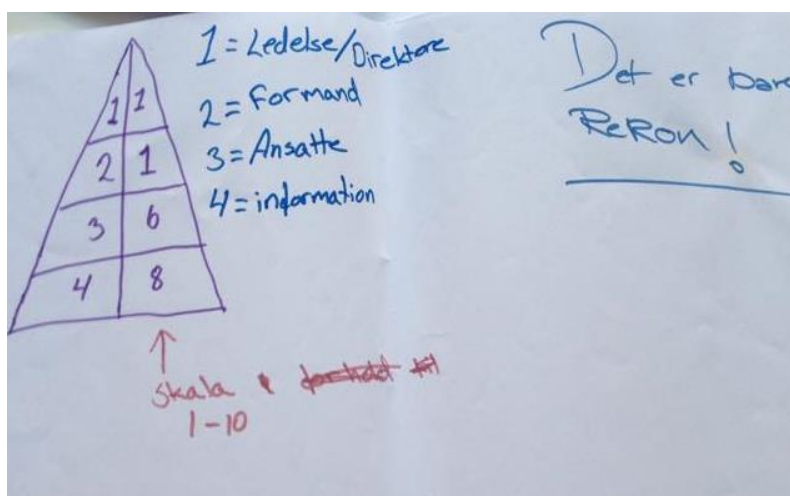 1 1
2 1
3 6
4 8
1 = Ledelse/Direktøre
2 = Formand
3 = Ansatte
4 = information
Det er bare
ReRon!
skala
1-10